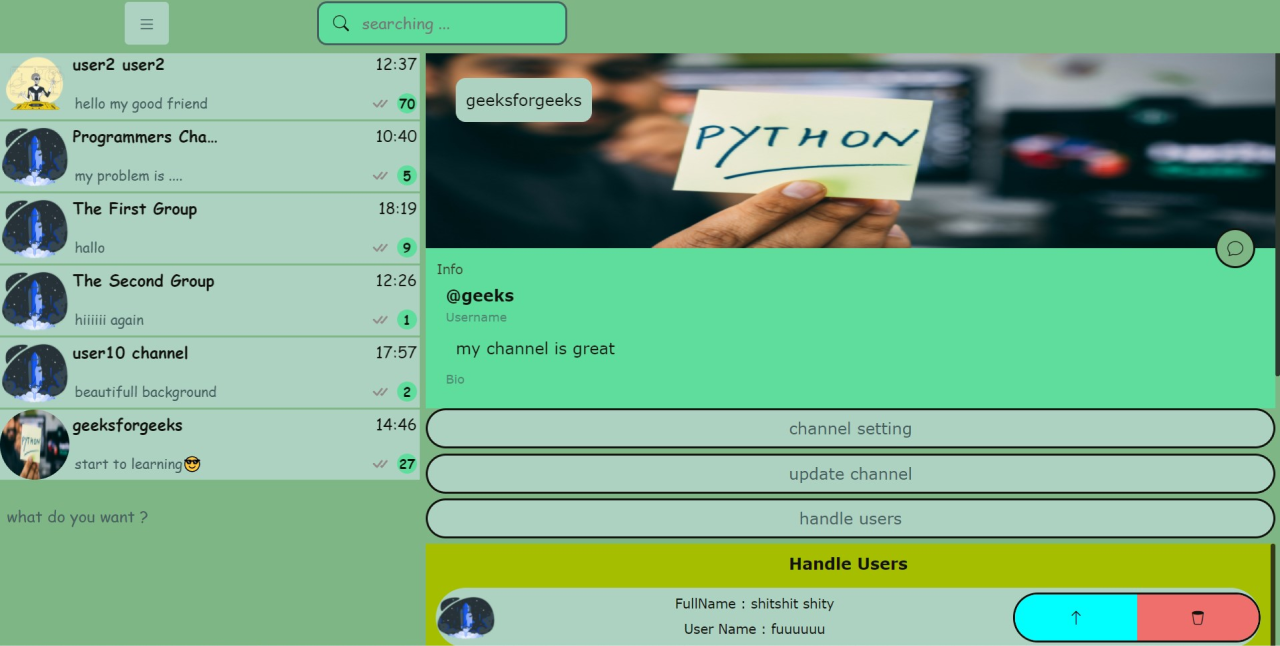 searching ...
user2 user2 12:37
hello my good friend 70
Programmers Cha... 10:40
my problem is .... 5
The First Group 18:19
hallo 9
The Second Group 12:26
hiiiiii again 1
user10 channel 17:57
beautifull background 2
geeksforgeeks 14:46
start to learning😎 27
what do you want ?
geeksforgeeks
PYTHON
Info
@geeks
Username
my channel is great
Bio
channel setting
update channel
handle users
Handle Users
FullName : shitshit shity
User Name : fuuuuuu